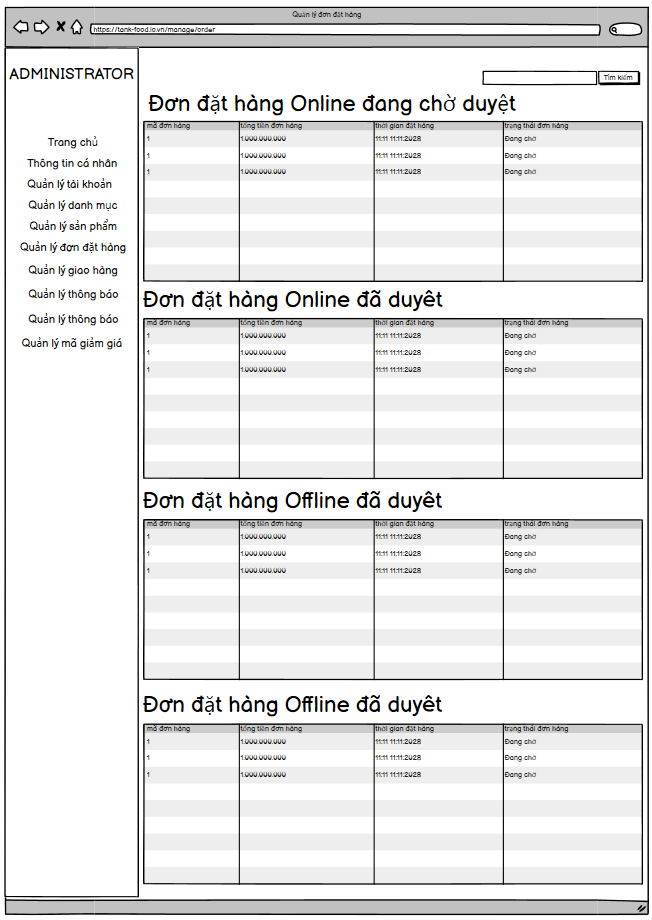 Quản lý đơn đặt hàng
https://tank-food.io.vn/manage/order
ADMINISTRATOR
Trang chủ
Thông tin cá nhân
Quản lý tài khoản
Quản lý danh mục
Quản lý sản phẩm
Quản lý đơn đặt hàng
Quản lý giao hàng
Quản lý thông báo
Quản lý thông báo
Quản lý mã giảm giá
Tìm kiếm
Đơn đặt hàng Online đang chờ duyệt
mã đơn hàng tổng tiền đơn hàng thời gian đặt hàng trạng thái đơn hàng
1 1.000.000.000 11:11 11:11:2028 Đang chờ
1 1.000.000.000 11:11 11:11:2028 Đang chờ
1 1.000.000.000 11:11 11:11:2028 Đang chờ
Đơn đặt hàng Online đã duyêt
mã đơn hàng tổng tiền đơn hàng thời gian đặt hàng trạng thái đơn hàng
1 1.000.000.000 11:11 11:11:2028 Đang chờ
1 1.000.000.000 11:11 11:11:2028 Đang chờ
1 1.000.000.000 11:11 11:11:2028 Đang chờ
Đơn đặt hàng Offline đã duyêt
mã đơn hàng tổng tiền đơn hàng thời gian đặt hàng trạng thái đơn hàng
1 1.000.000.000 11:11 11:11:2028 Đang chờ
1 1.000.000.000 11:11 11:11:2028 Đang chờ
1 1.000.000.000 11:11 11:11:2028 Đang chờ
Đơn đặt hàng Offline đã duyêt
mã đơn hàng tổng tiền đơn hàng thời gian đặt hàng trạng thái đơn hàng
1 1.000.000.000 11:11 11:11:2028 Đang chờ
1 1.000.000.000 11:11 11:11:2028 Đang chờ
1 1.000.000.000 11:11 11:11:2028 Đang chờ